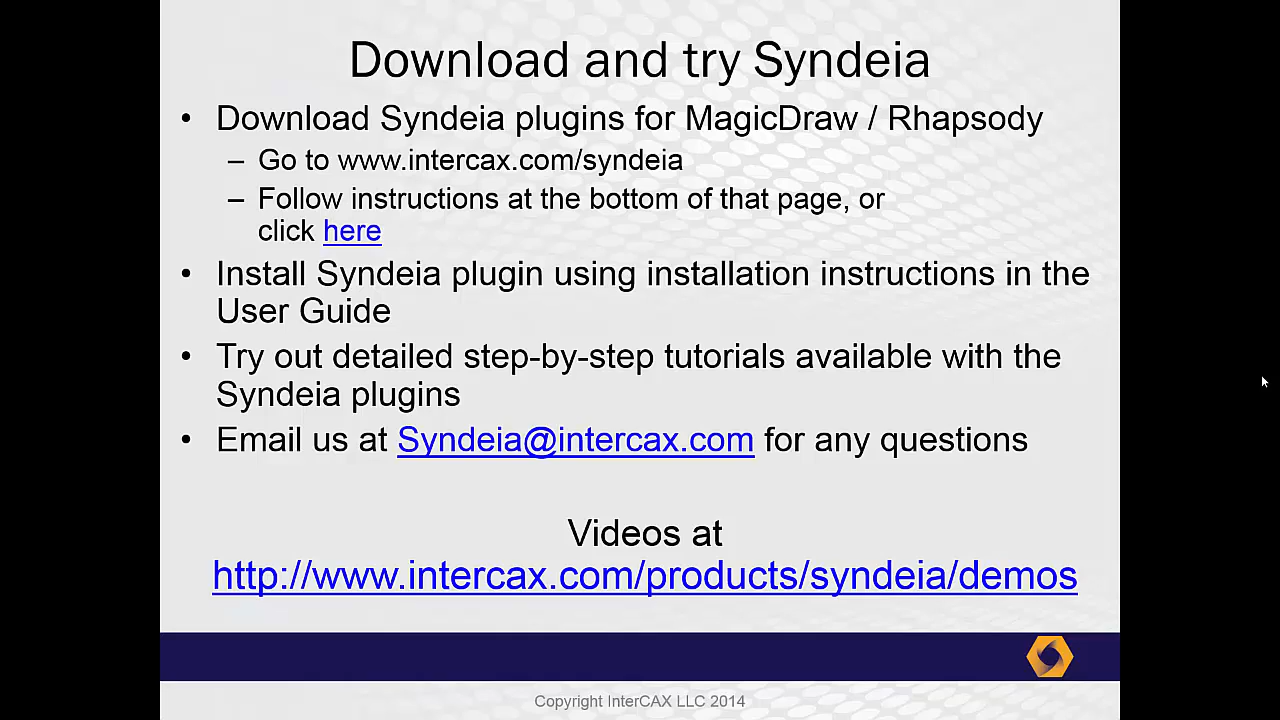 Download and try Syndeia
• Download Syndeia plugins for MagicDraw / Rhapsody
– Go to www.intercax.com/syndeia
– Follow instructions at the bottom of that page, or
click here
• Install Syndeia plugin using installation instructions in the
User Guide
• Try out detailed step-by-step tutorials available with the
Syndeia plugins
• Email us at Syndeia@intercax.com for any questions
Videos at
http://www.intercax.com/products/syndeia/demos
Copyright InterCAX LLC 2014